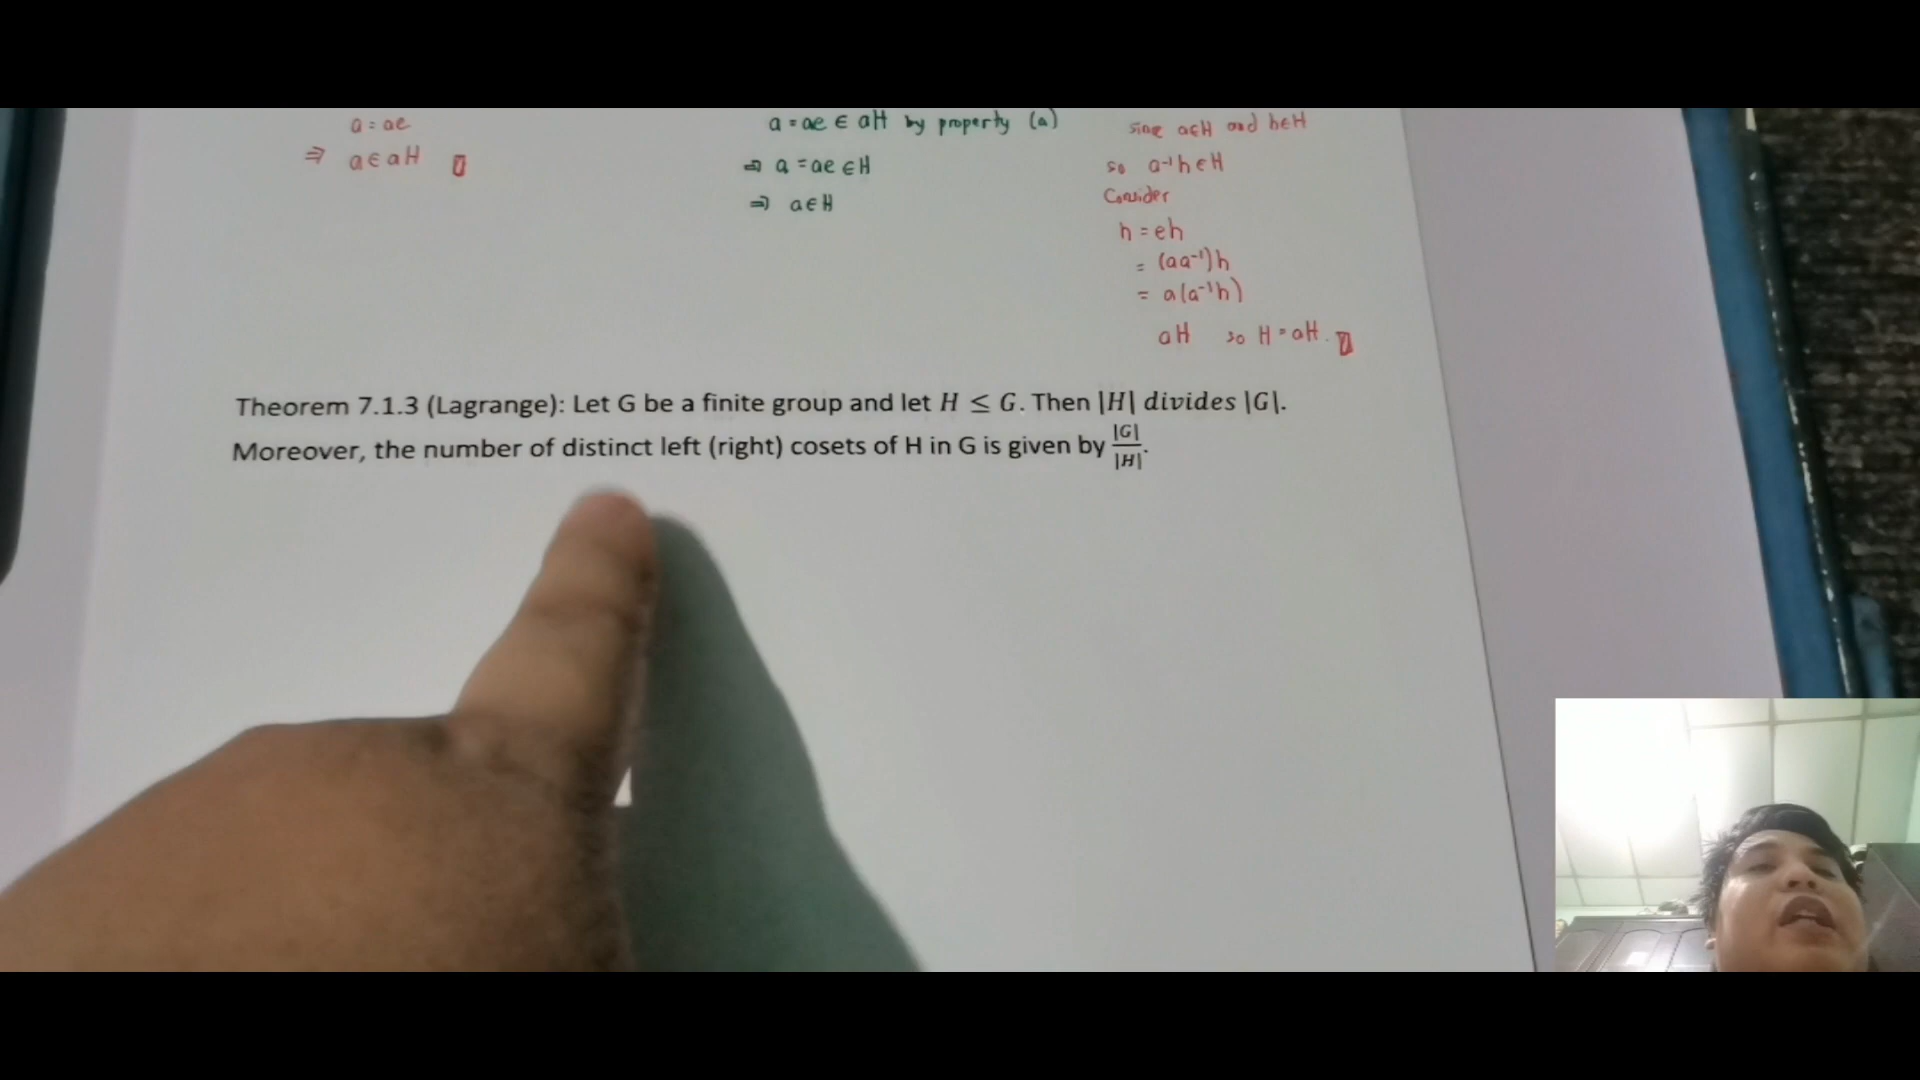 a = ae
⇒ a∈aH
a = ae ∈ aH by property (a)
⇒ a = ae ∈ H
⇒ a∈H
since a∈H and h∈H
so a⁻¹h∈H
Consider
h = eh
= (aa⁻¹)h
= a(a⁻¹h)
aH so H = aH.
Theorem 7.1.3 (Lagrange): Let G be a finite group and let H ≤ G. Then |H| divides |G|.
Moreover, the number of distinct left (right) cosets of H in G is given by |G|/|H|.